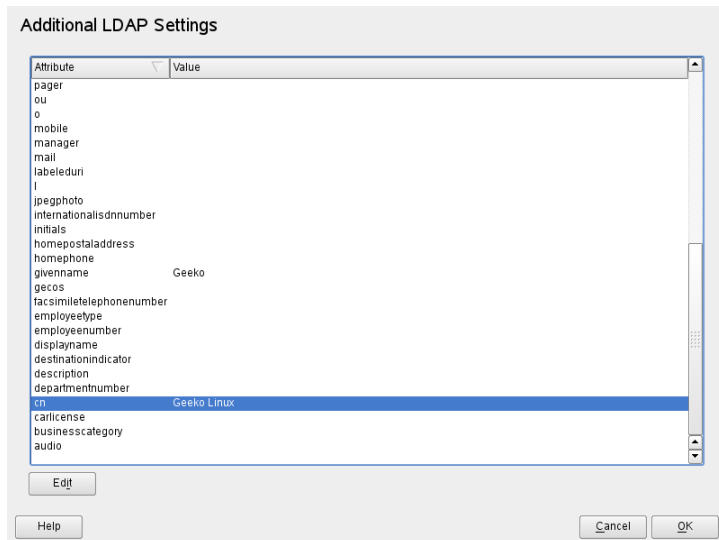 Additional LDAP Settings
Attribute Value
pager
ou
o
mobile
manager
mail
labeleduri
l
jpegphoto
internationalisdnnumber
initials
homepostaladdress
homephone
givenname Geeko
gecos
facsimiletelephonenumber
employeetype
employeenumber
displayname
destinationindicator
description
departmentnumber
cn Geeko Linux
carlicense
businesscategory
audio
Edit
Help Cancel OK